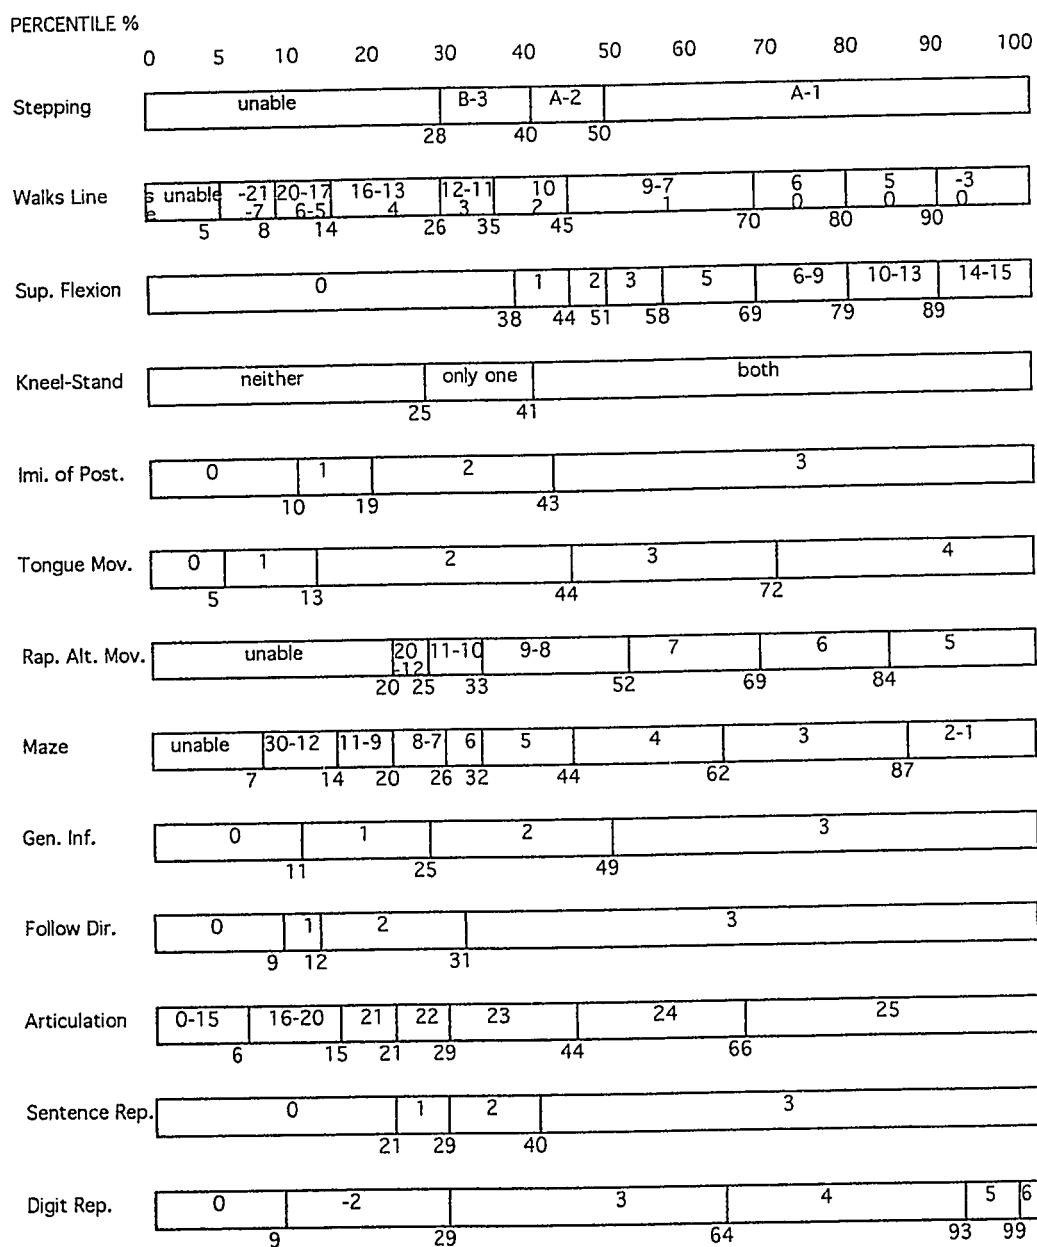 PERCENTILE %
0 5 10 20 30 40 50 60 70 80 90 100
Stepping unable B-3 A-2 A-1
28 40 50
Walks Line s unable -21 20-17 16-13 12-11 10 9-7 6 5 -3
e -7 6-5 4 3 2 1 0 0 0
5 8 14 26 35 45 70 80 90
Sup. Flexion 0 1 2 3 5 6-9 10-13 14-15
38 44 51 58 69 79 89
Kneel-Stand neither only one both
25 41
Imi. of Post. 0 1 2 3
10 19 43
Tongue Mov. 0 1 2 3 4
5 13 44 72
Rap. Alt. Mov. unable 20 11-10 9-8 7 6 5
-12
20 25 33 52 69 84
Maze unable 30-12 11-9 8-7 6 5 4 3 2-1
7 14 20 26 32 44 62 87
Gen. Inf. 0 1 2 3
11 25 49
Follow Dir. 0 1 2 3
9 12 31
Articulation 0-15 16-20 21 22 23 24 25
6 15 21 29 44 66
Sentence Rep. 0 1 2 3
21 29 40
Digit Rep. 0 -2 3 4 5 6
9 29 64 93 99